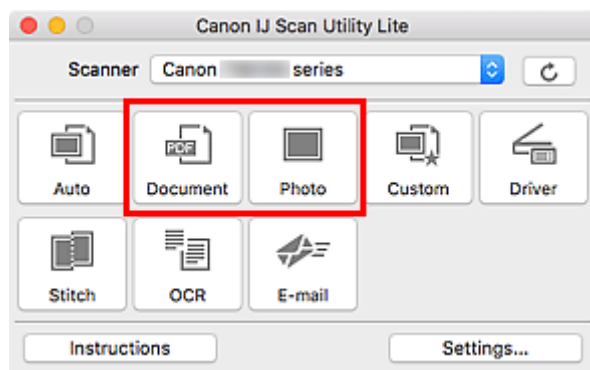 Canon IJ Scan Utility Lite
Scanner Canon series
PDF
Auto Document Photo Custom Driver
Stitch OCR E-mail
Instructions Settings...